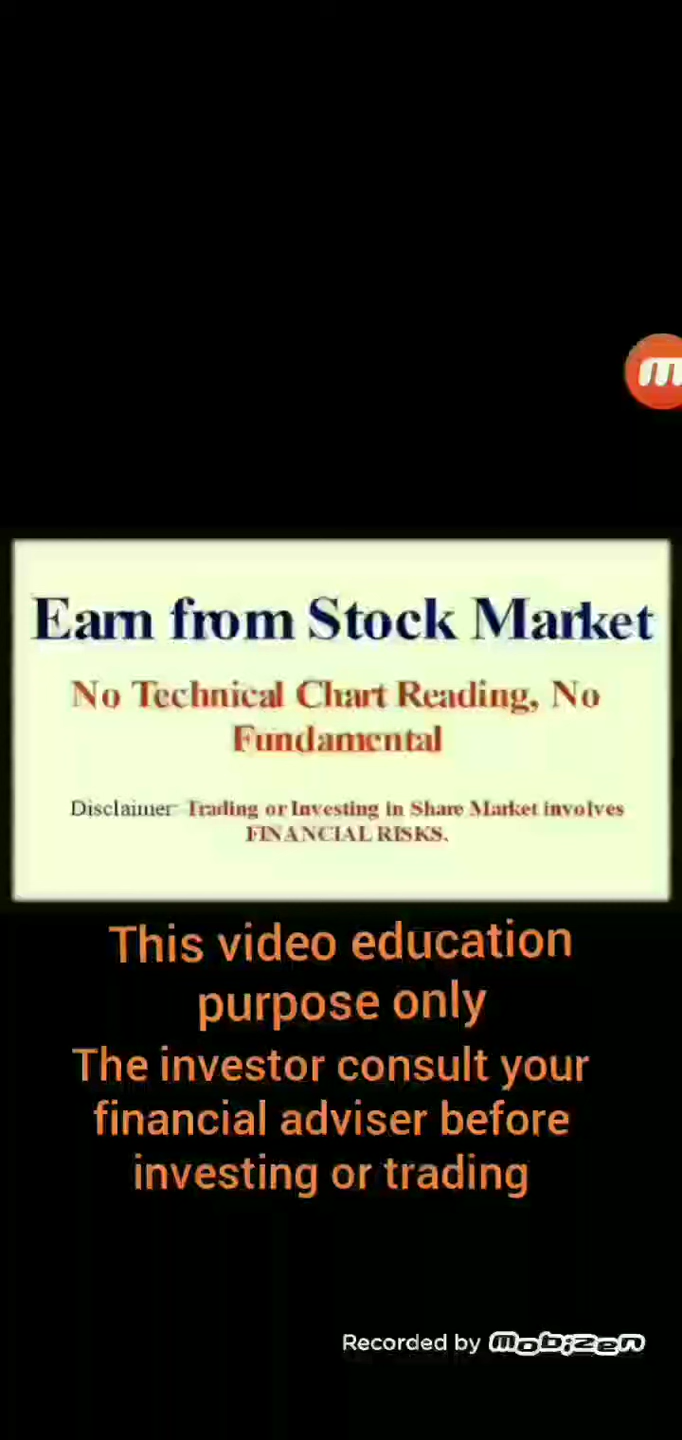 m
Earn from Stock Market
No Technical Chart Reading, No
Fundamental
Disclaimer: Trading or Investing in Share Market involves
FINANCIAL RISKS.
This video education
purpose only
The investor consult your
financial adviser before
investing or trading
Recorded by mobizen